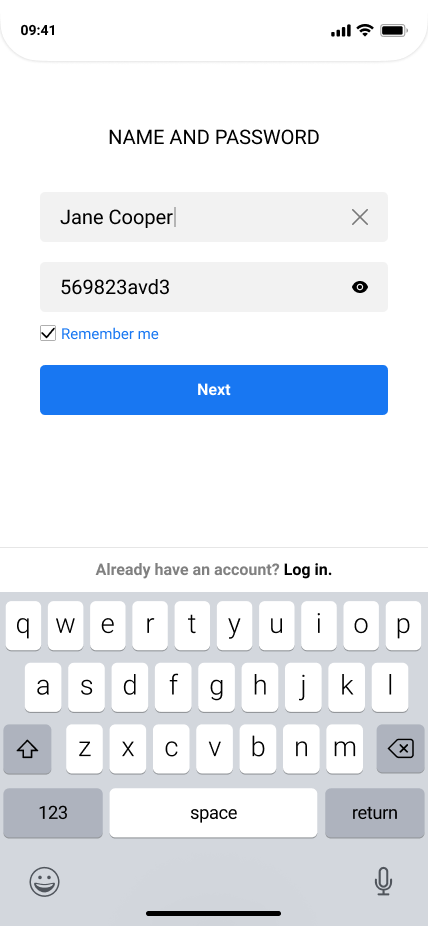 09:41
NAME AND PASSWORD
Jane Cooper
569823avd3
Remember me
Next
Already have an account? Log in.
q w e r t y u i o p
a s d f g h j k l
z x c v b n m
123 space return